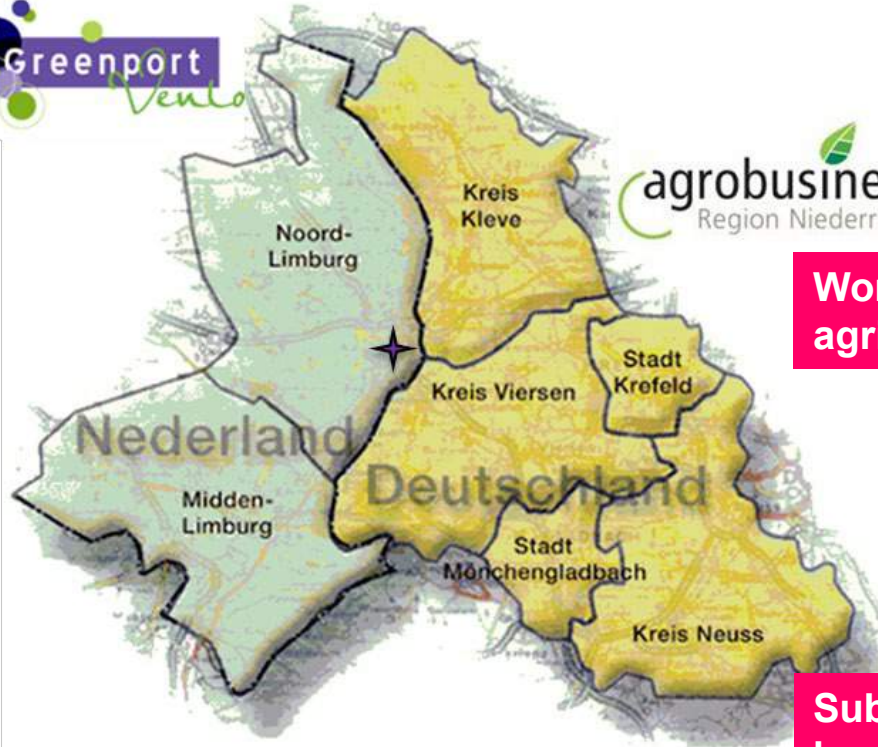 Greenport
Venlo
agrobusine
Region Niederr
Kreis
Kleve
Noord-
Limburg
Wor
agr
Stadt
Krefeld
Kreis Viersen
Nederland
Deutschland
Midden-
Limburg
Stadt
Mönchengladbach
Kreis Neuss
Sub